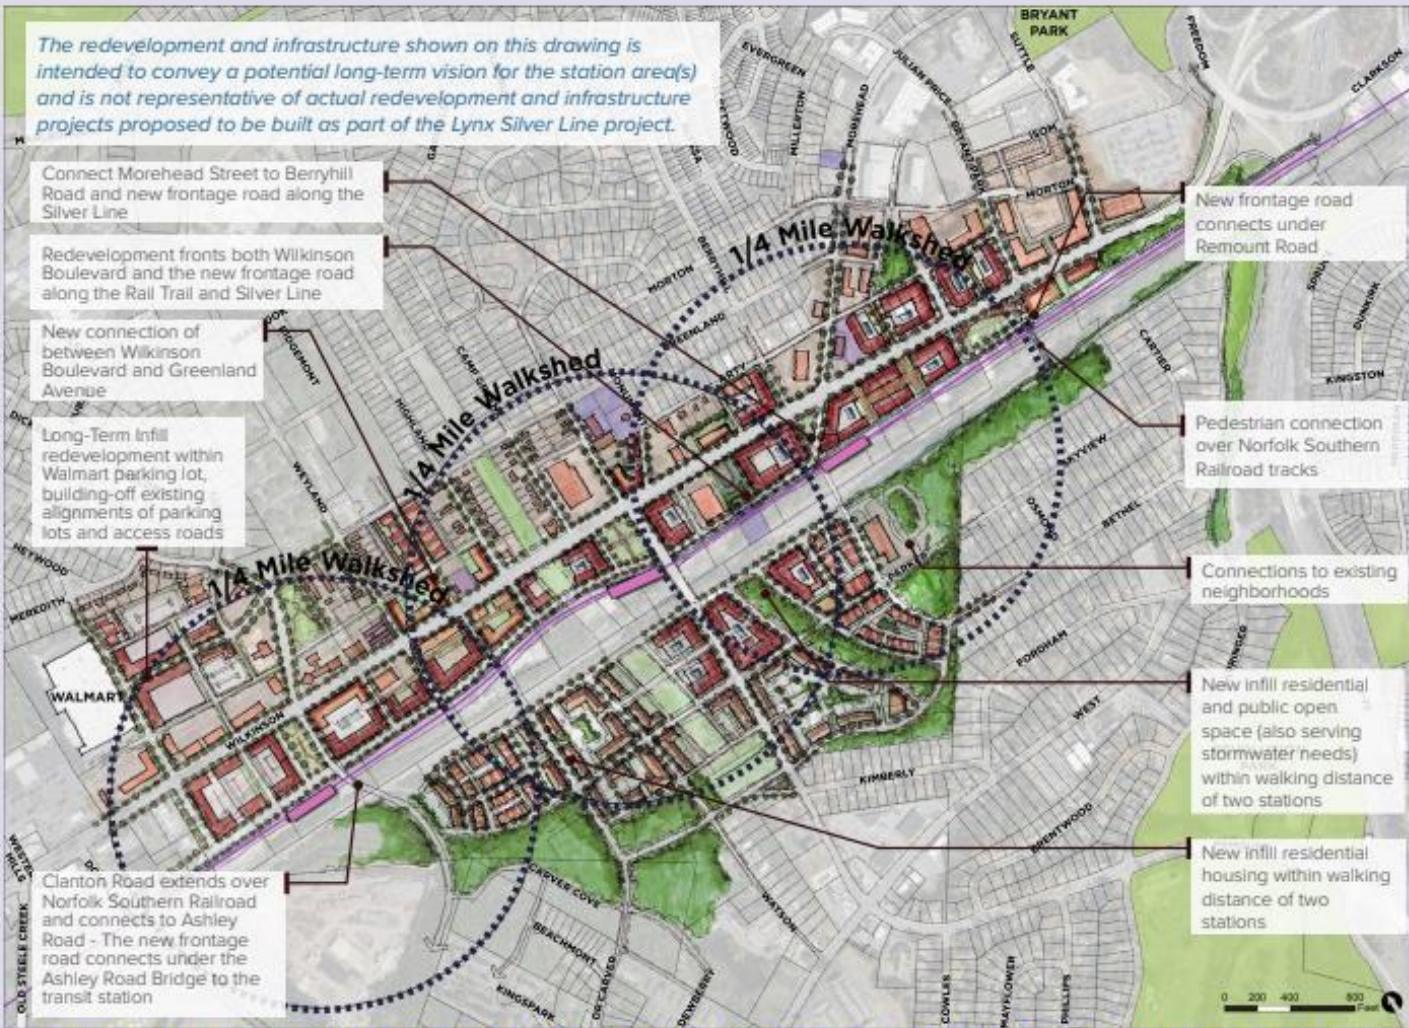 The redevelopment and infrastructure shown on this drawing is
intended to convey a potential long-term vision for the station area(s)
and is not representative of actual redevelopment and infrastructure
projects proposed to be built as part of the Lynx Silver Line project.
Connect Morehead Street to Berryhill
Road and new frontage road along the
Silver Line
Redevelopment fronts both Wilkinson
Boulevard and the new frontage road
along the Rail Trail and Silver Line
New connection of
between Wilkinson
Boulevard and Greenland
Avenue
Long-Term Infill
redevelopment within
Walmart parking lot,
building-off existing
alignments of parking
lots and access roads
Clanton Road extends over
Norfolk Southern Railroad
and connects to Ashley
Road - The new frontage
road connects under the
Ashley Road Bridge to the
transit station
New frontage road
connects under
Remount Road
Pedestrian connection
over Norfolk Southern
Railroad tracks
Connections to existing
neighborhoods
New infill residential
and public open
space (also serving
stormwater needs)
within walking distance
of two stations
New infill residential
housing within walking
distance of two
stations
1/4 Mile Walkshed
1/4 Mile Walkshed
1/4 Mile Walkshed
BRYANT
PARK
SUTTLE
FREEDOM
CLARKSON
EVERGREEN
JULIAN PRICE
MILLERTON
MOREHEAD
ISOM
MORTON
MORTON
CARTIER
DUNKIRK
KINGSTON
BETHEL
FORDHAM
WEST
KIMBERLY
BRENTWOOD
WATSON
CARVER COVE
BEACHMONT
KINGSPARK
DEWBERRY
COWLES
MAYFLOWER
PHILLIPS
WEYLAND
HEYWOOD
MEREDITH
WALMART
WILKINSON
OLD STEELE CREEK
0 200 400 800
Feet